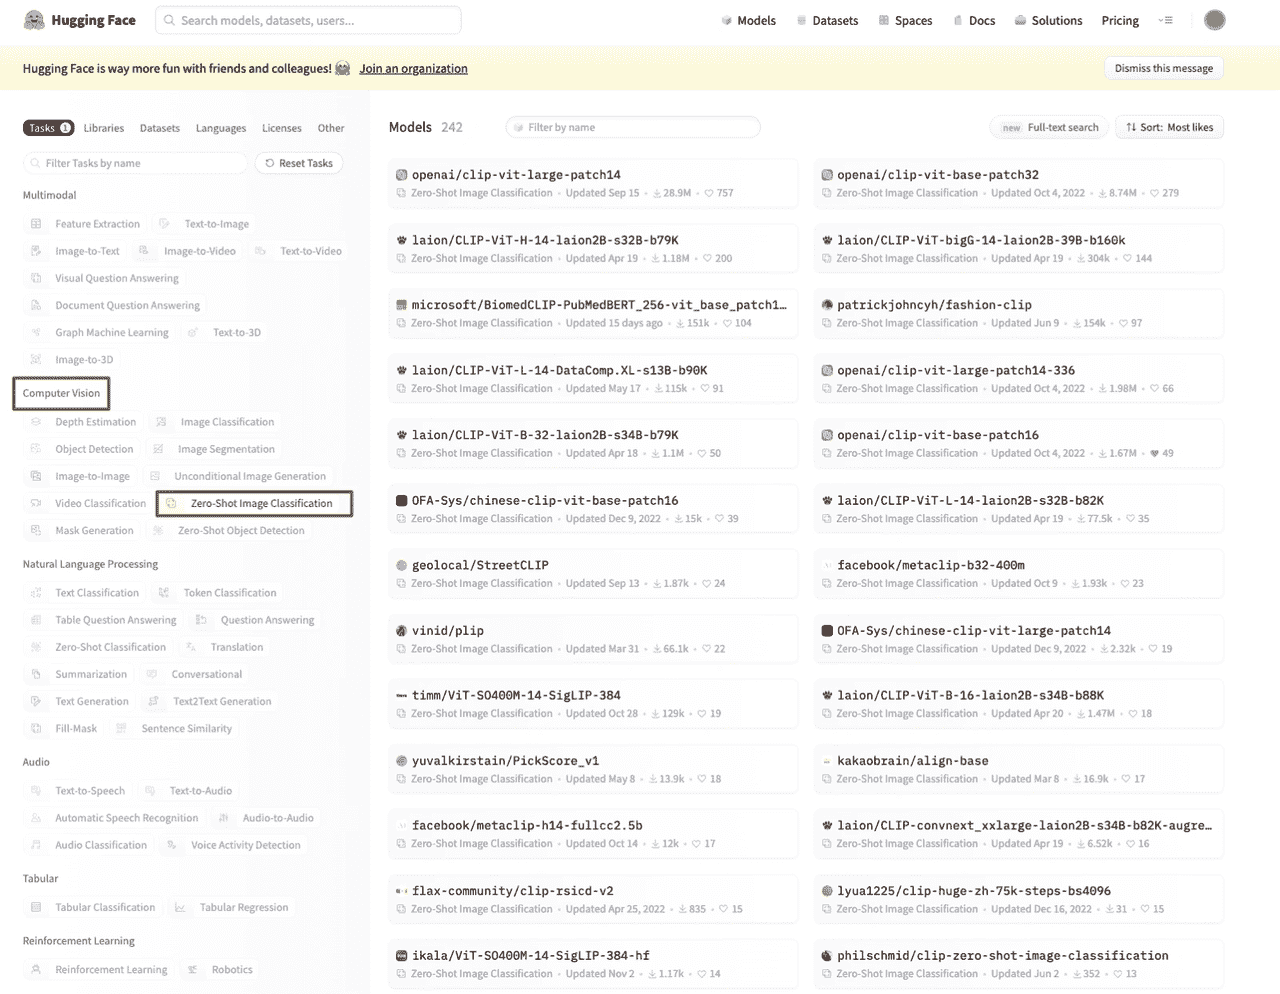 Hugging Face
Search models, datasets, users...
Models
Datasets
Spaces
Docs
Solutions
Pricing
Hugging Face is way more fun with friends and colleagues! 🤗 Join an organization
Dismiss this message
Tasks 1
Libraries
Datasets
Languages
Licenses
Other
Filter Tasks by name
Reset Tasks
Multimodal
Feature Extraction
Text-to-Image
Image-to-Text
Image-to-Video
Text-to-Video
Visual Question Answering
Document Question Answering
Graph Machine Learning
Text-to-3D
Image-to-3D
Computer Vision
Depth Estimation
Image Classification
Object Detection
Image Segmentation
Image-to-Image
Unconditional Image Generation
Video Classification
Zero-Shot Image Classification
Mask Generation
Zero-Shot Object Detection
Natural Language Processing
Text Classification
Token Classification
Table Question Answering
Question Answering
Zero-Shot Classification
Translation
Summarization
Conversational
Text Generation
Text2Text Generation
Fill-Mask
Sentence Similarity
Audio
Text-to-Speech
Text-to-Audio
Automatic Speech Recognition
Audio-to-Audio
Audio Classification
Voice Activity Detection
Tabular
Tabular Classification
Tabular Regression
Reinforcement Learning
Reinforcement Learning
Robotics
Models 242
Filter by name
new Full-text search
Sort: Most likes
openai/clip-vit-large-patch14
Zero-Shot Image Classification • Updated Sep 15 • 28.9M • 757
openai/clip-vit-base-patch32
Zero-Shot Image Classification • Updated Oct 4, 2022 • 8.74M • 279
laion/CLIP-ViT-H-14-laion2B-s32B-b79K
Zero-Shot Image Classification • Updated Apr 19 • 1.18M • 200
laion/CLIP-ViT-bigG-14-laion2B-39B-b160k
Zero-Shot Image Classification • Updated Apr 19 • 304k • 144
microsoft/BiomedCLIP-PubMedBERT_256-vit_base_patch1…
Zero-Shot Image Classification • Updated 15 days ago • 151k • 104
patrickjohncyh/fashion-clip
Zero-Shot Image Classification • Updated Jun 9 • 154k • 97
laion/CLIP-ViT-L-14-DataComp.XL-s13B-b90K
Zero-Shot Image Classification • Updated May 17 • 115k • 91
openai/clip-vit-large-patch14-336
Zero-Shot Image Classification • Updated Oct 4, 2022 • 1.98M • 66
laion/CLIP-ViT-B-32-laion2B-s34B-b79K
Zero-Shot Image Classification • Updated Apr 18 • 1.1M • 50
openai/clip-vit-base-patch16
Zero-Shot Image Classification • Updated Oct 4, 2022 • 1.67M • 49
OFA-Sys/chinese-clip-vit-base-patch16
Zero-Shot Image Classification • Updated Dec 9, 2022 • 15k • 39
laion/CLIP-ViT-L-14-laion2B-s32B-b82K
Zero-Shot Image Classification • Updated Apr 19 • 77.5k • 35
geolocal/StreetCLIP
Zero-Shot Image Classification • Updated Sep 13 • 1.87k • 24
facebook/metaclip-b32-400m
Zero-Shot Image Classification • Updated Oct 9 • 1.93k • 23
vinid/plip
Zero-Shot Image Classification • Updated Mar 31 • 66.1k • 22
OFA-Sys/chinese-clip-vit-large-patch14
Zero-Shot Image Classification • Updated Dec 9, 2022 • 2.32k • 19
timm/ViT-SO400M-14-SigLIP-384
Zero-Shot Image Classification • Updated Oct 28 • 129k • 19
laion/CLIP-ViT-B-16-laion2B-s34B-b88K
Zero-Shot Image Classification • Updated Apr 20 • 1.47M • 18
yuvalkirstain/PickScore_v1
Zero-Shot Image Classification • Updated May 8 • 13.9k • 18
kakaobrain/align-base
Zero-Shot Image Classification • Updated Mar 8 • 16.9k • 17
facebook/metaclip-h14-fullcc2.5b
Zero-Shot Image Classification • Updated Oct 14 • 12k • 17
laion/CLIP-convnext_xxlarge-laion2B-s34B-b82K-augre…
Zero-Shot Image Classification • Updated Apr 19 • 6.52k • 16
flax-community/clip-rsicd-v2
Zero-Shot Image Classification • Updated Apr 25, 2022 • 835 • 15
lyua1225/clip-huge-zh-75k-steps-bs4096
Zero-Shot Image Classification • Updated Dec 16, 2022 • 31 • 15
ikala/ViT-SO400M-14-SigLIP-384-hf
Zero-Shot Image Classification • Updated Nov 2 • 1.17k • 14
philschmid/clip-zero-shot-image-classification
Zero-Shot Image Classification • Updated Jun 2 • 352 • 13